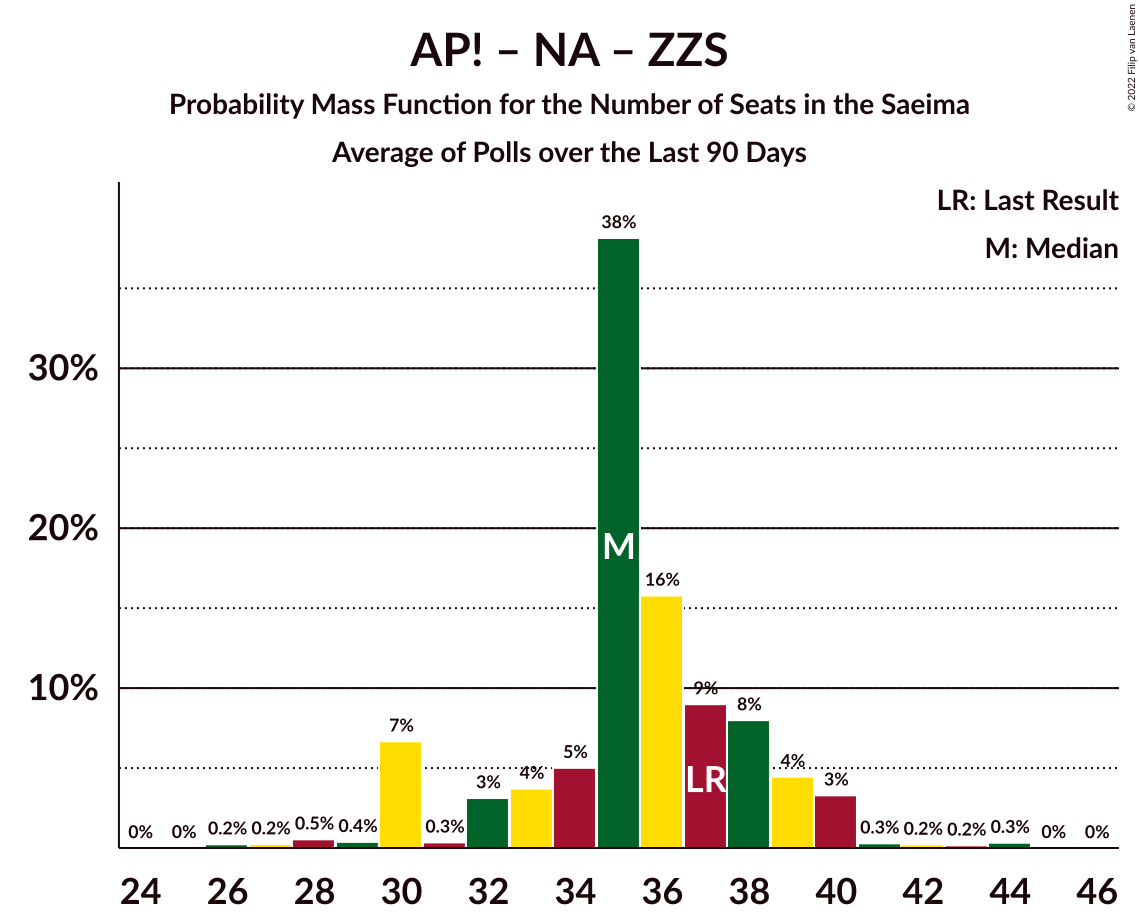 AP! – NA – ZZS
Probability Mass Function for the Number of Seats in the Saeima
Average of Polls over the Last 90 Days
© 2022 Filip van Laenen
LR: Last Result
M: Median
30%
20%
10%
0% 0% 0.2% 0.2% 0.5% 0.4% 7% 0.3% 3% 4% 5% 38% 16% 9% 8% 4% 3% 0.3% 0.2% 0.2% 0.3% 0% 0%
M
LR
24 26 28 30 32 34 36 38 40 42 44 46